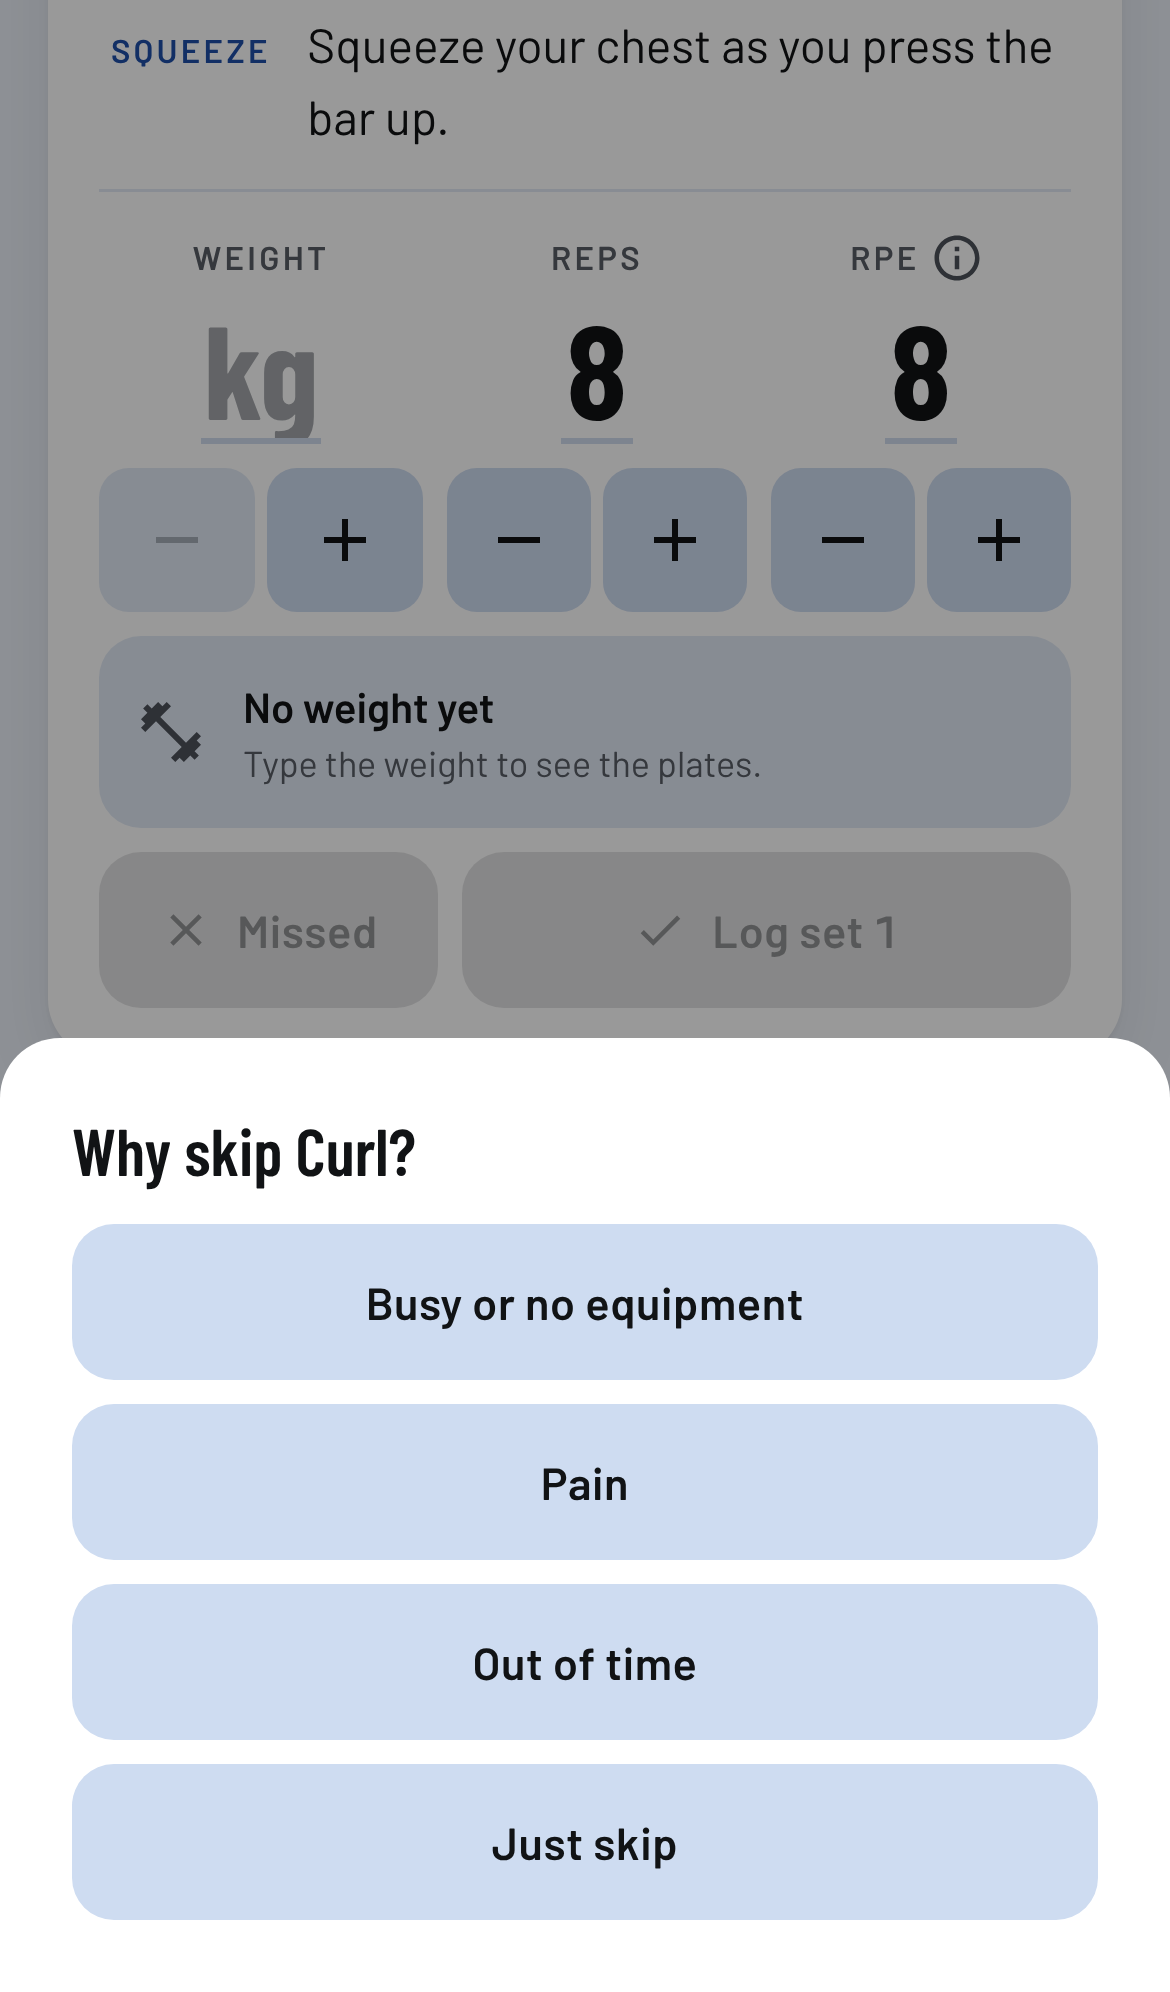 SQUEEZE Squeeze your chest as you press the
bar up.
WEIGHT REPS RPE
kg 8 8
No weight yet
Type the weight to see the plates.
Missed Log set 1
Why skip Curl?
Busy or no equipment
Pain
Out of time
Just skip